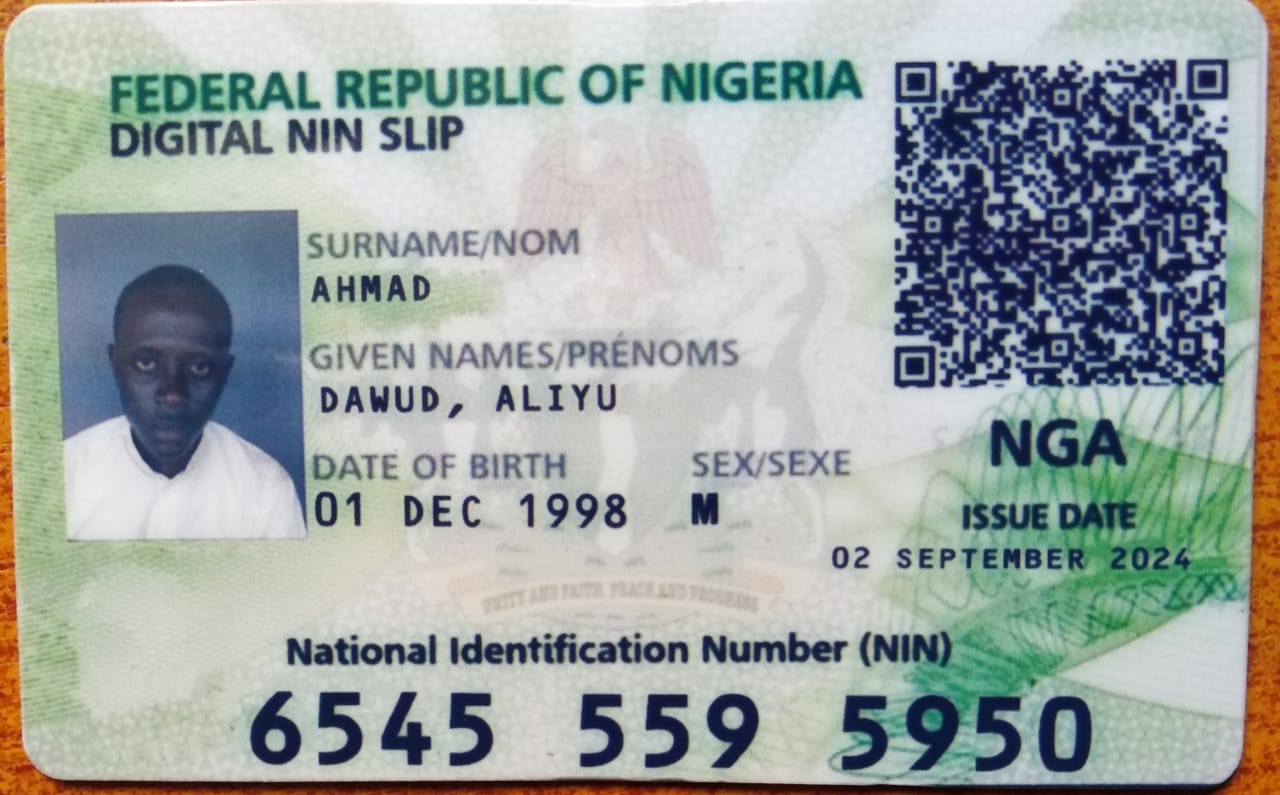 FEDERAL REPUBLIC OF NIGERIA
DIGITAL NIN SLIP
SURNAME/NOM
AHMAD
GIVEN NAMES/PRÉNOMS
DAWUD, ALIYU
DATE OF BIRTH
01 DEC 1998
SEX/SEXE
M
NGA
ISSUE DATE
02 SEPTEMBER 2024
UNITY AND FAITH, PEACE AND PROGRESS
National Identification Number (NIN)
6545 559 5950